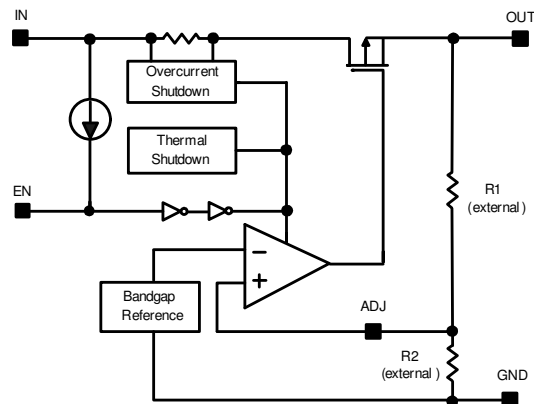 IN
OUT
Overcurrent
Shutdown
Thermal
Shutdown
EN
R1
(external)
−
+
Bandgap
Reference
ADJ
R2
(external )
GND